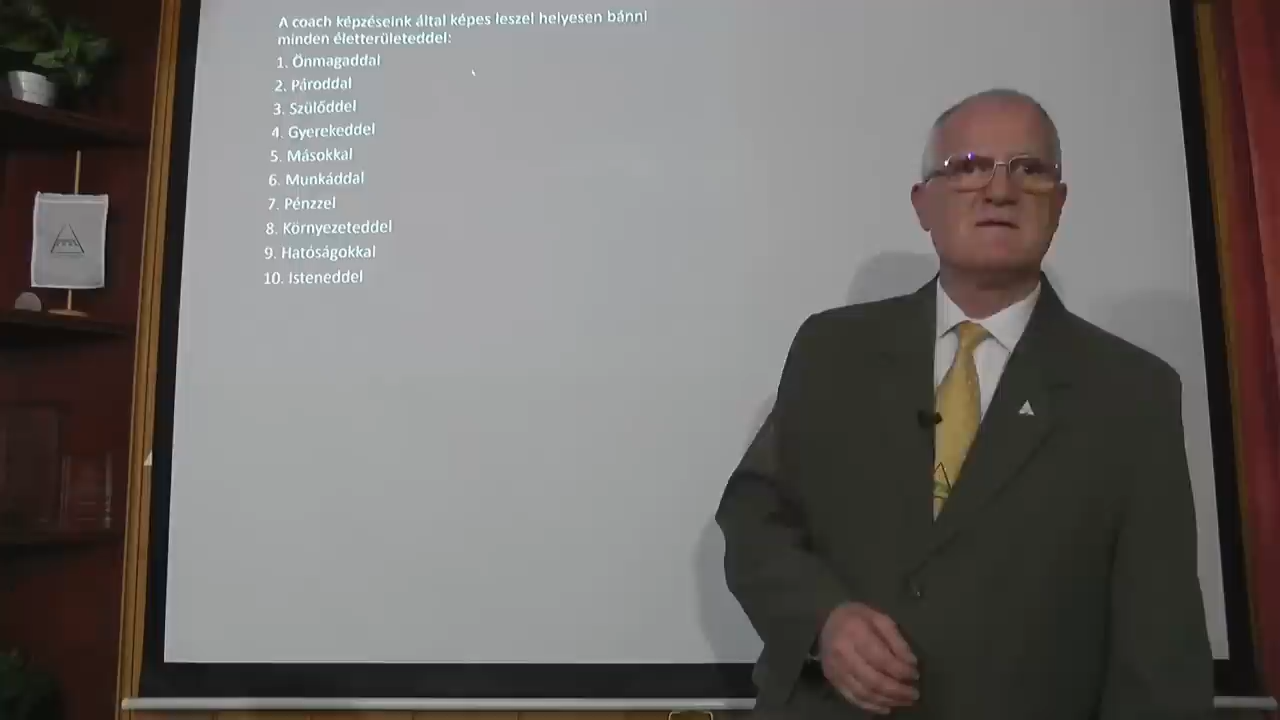 A coach képzéseink által képes leszel helyesen bánni
minden életterületeddel:
1. Önmagaddal
2. Pároddal
3. Szülőddel
4. Gyerekeddel
5. Másokkal
6. Munkáddal
7. Pénzzel
8. Környezeteddel
9. Hatóságokkal
10. Isteneddel